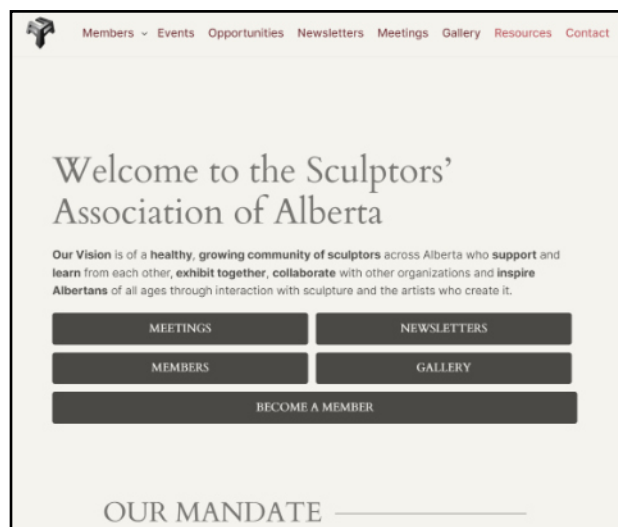 Members Events Opportunities Newsletters Meetings Gallery Resources Contact
Welcome to the Sculptors'
Association of Alberta
Our Vision is of a healthy, growing community of sculptors across Alberta who support and
learn from each other, exhibit together, collaborate with other organizations and inspire
Albertans of all ages through interaction with sculpture and the artists who create it.
MEETINGS NEWSLETTERS
MEMBERS GALLERY
BECOME A MEMBER
OUR MANDATE